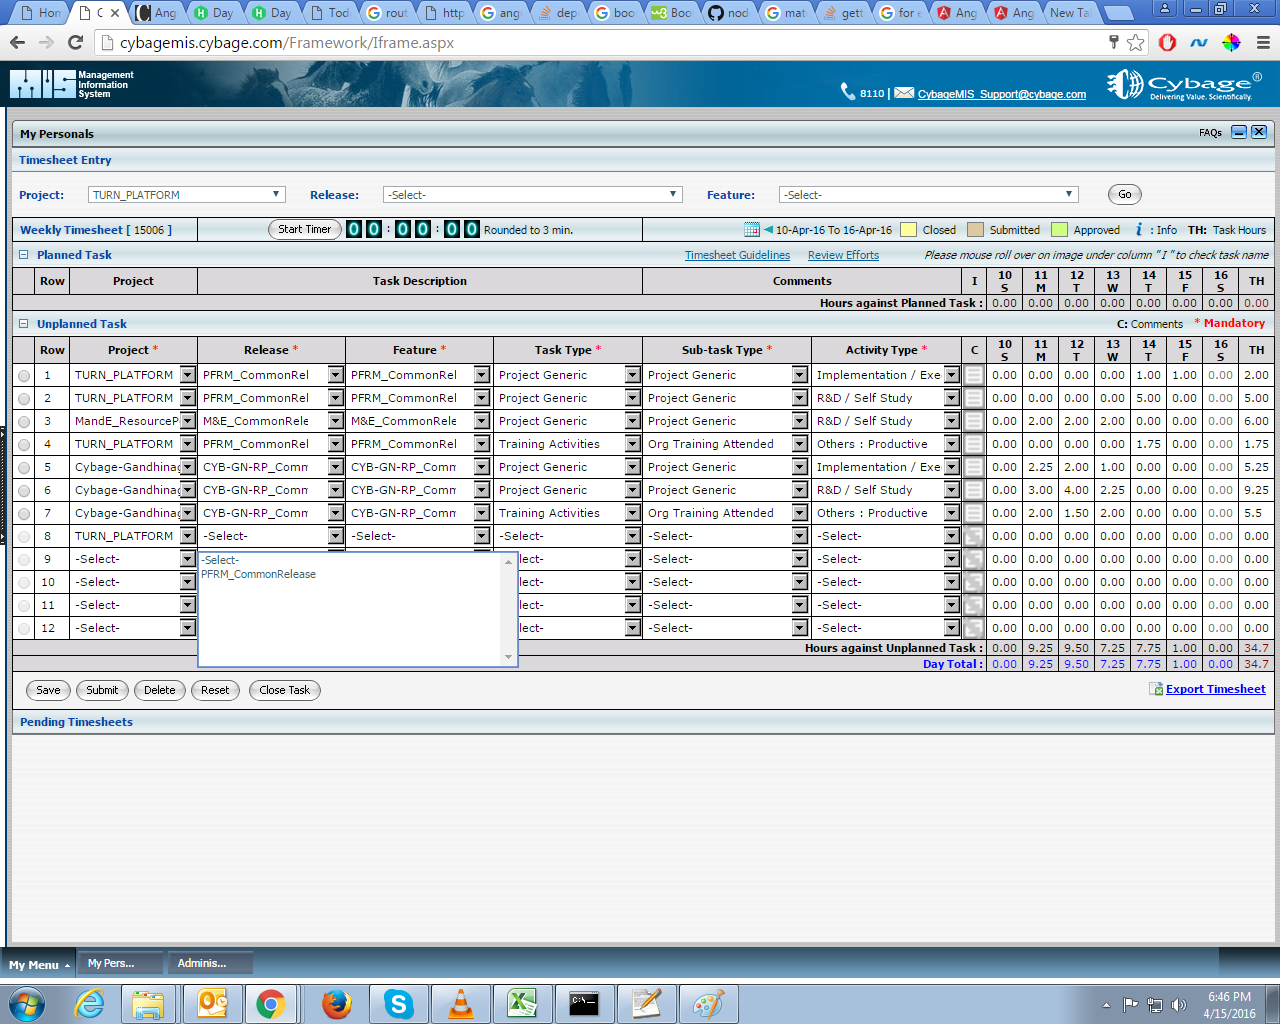 Hom C Ang Day Day Tod rout http ang dep boo Boo nod mat gett for e Ang Ang New Ta
cybagemis.cybage.com/Framework/Iframe.aspx
MIS Management Information System
8110 | CybageMIS_Support@cybage.com
Cybage® Delivering Value. Scientifically.
My Personals FAQs
Timesheet Entry
Project: TURN_PLATFORM Release: -Select- Feature: -Select- Go
Weekly Timesheet [ 15006 ] Start Timer 00:00:00 Rounded to 3 min. 10-Apr-16 To 16-Apr-16 Closed Submitted Approved i : Info TH: Task Hours
Planned Task Timesheet Guidelines Review Efforts Please mouse roll over on image under column "I" to check task name
Row Project Task Description Comments I 10 S 11 M 12 T 13 W 14 T 15 F 16 S TH
Hours against Planned Task : 0.00 0.00 0.00 0.00 0.00 0.00 0.00 0.00
Unplanned Task C: Comments * Mandatory
Row Project * Release * Feature * Task Type * Sub-task Type * Activity Type * C 10 S 11 M 12 T 13 W 14 T 15 F 16 S TH
1 TURN_PLATFORM PFRM_CommonRel PFRM_CommonRel Project Generic Project Generic Implementation / Exe 0.00 0.00 0.00 0.00 1.00 1.00 0.00 2.00
2 TURN_PLATFORM PFRM_CommonRel PFRM_CommonRel Project Generic Project Generic R&D / Self Study 0.00 0.00 0.00 0.00 5.00 0.00 0.00 5.00
3 MandE_ResourceP M&E_CommonRele M&E_CommonRele Project Generic Project Generic R&D / Self Study 0.00 2.00 2.00 2.00 0.00 0.00 0.00 6.00
4 TURN_PLATFORM PFRM_CommonRel PFRM_CommonRel Training Activities Org Training Attended Others : Productive 0.00 0.00 0.00 0.00 1.75 0.00 0.00 1.75
5 Cybage-Gandhinag CYB-GN-RP_Comm CYB-GN-RP_Comm Project Generic Project Generic Implementation / Exe 0.00 2.25 2.00 1.00 0.00 0.00 0.00 5.25
6 Cybage-Gandhinag CYB-GN-RP_Comm CYB-GN-RP_Comm Project Generic Project Generic R&D / Self Study 0.00 3.00 4.00 2.25 0.00 0.00 0.00 9.25
7 Cybage-Gandhinag CYB-GN-RP_Comm CYB-GN-RP_Comm Training Activities Org Training Attended Others : Productive 0.00 2.00 1.50 2.00 0.00 0.00 0.00 5.5
8 TURN_PLATFORM -Select- -Select- -Select- -Select- -Select- 0.00 0.00 0.00 0.00 0.00 0.00 0.00 0.00
9 -Select- lect- -Select- -Select- 0.00 0.00 0.00 0.00 0.00 0.00 0.00 0.00
-Select-
PFRM_CommonRelease
10 -Select- lect- -Select- -Select- 0.00 0.00 0.00 0.00 0.00 0.00 0.00 0.00
11 -Select- lect- -Select- -Select- 0.00 0.00 0.00 0.00 0.00 0.00 0.00 0.00
12 -Select- lect- -Select- -Select- 0.00 0.00 0.00 0.00 0.00 0.00 0.00 0.00
Hours against Unplanned Task : 0.00 9.25 9.50 7.25 7.75 1.00 0.00 34.7
Day Total : 0.00 9.25 9.50 7.25 7.75 1.00 0.00 34.7
Save Submit Delete Reset Close Task Export Timesheet
Pending Timesheets
My Menu My Pers... Adminis...
6:46 PM
4/15/2016